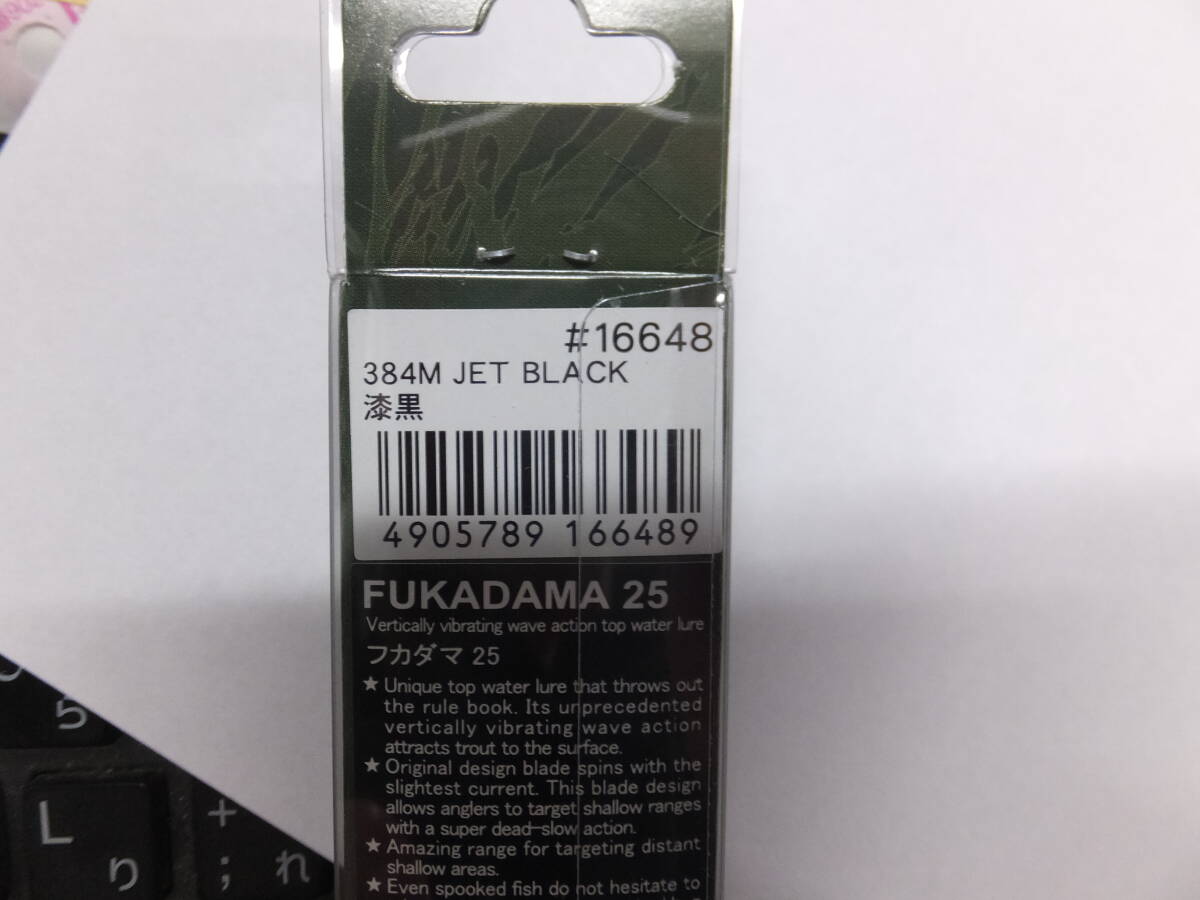 #16648
384M JET BLACK
漆黒
4905789 166489
FUKADAMA 25
Vertically vibrating wave action top water lure
フカダマ 25
★ Unique top water lure that throws out
the rule book. Its unprecedented
vertically vibrating wave action
attracts trout to the surface.
★ Original design blade spins with the
slightest current. This blade design
allows anglers to target shallow ranges
with a super dead-slow action.
★ Amazing range for targeting distant
shallow areas.
★ Even spooked fish do not hesitate to
ら
L
り
+
; れ